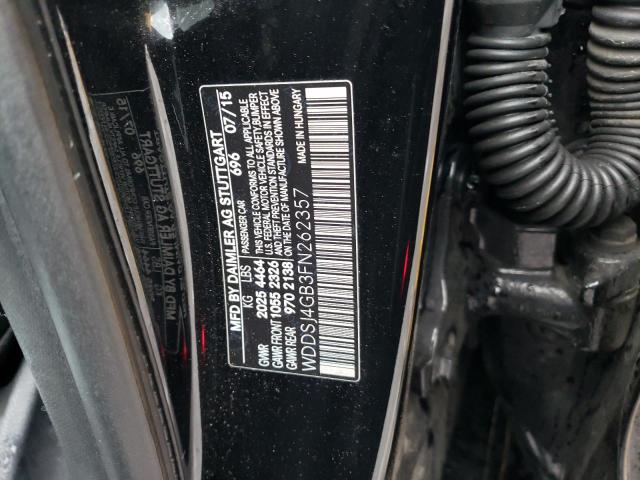 MFD BY DAIMLER AG STUTTGART
PASSENGER CAR 696 07/15
KG LBS
GVWR 2025 4464
GAWR FRONT 1055 2326
GAWR REAR 970 2138
THIS VEHICLE CONFORMS TO ALL APPLICABLE
U.S. FEDERAL MOTOR VEHICLE SAFETY, BUMPER
AND THEFT PREVENTION STANDARDS IN EFFECT
ON THE DATE OF MANUFACTURE SHOWN ABOVE
MADE IN HUNGARY
WDDSJ4GB3FN262357